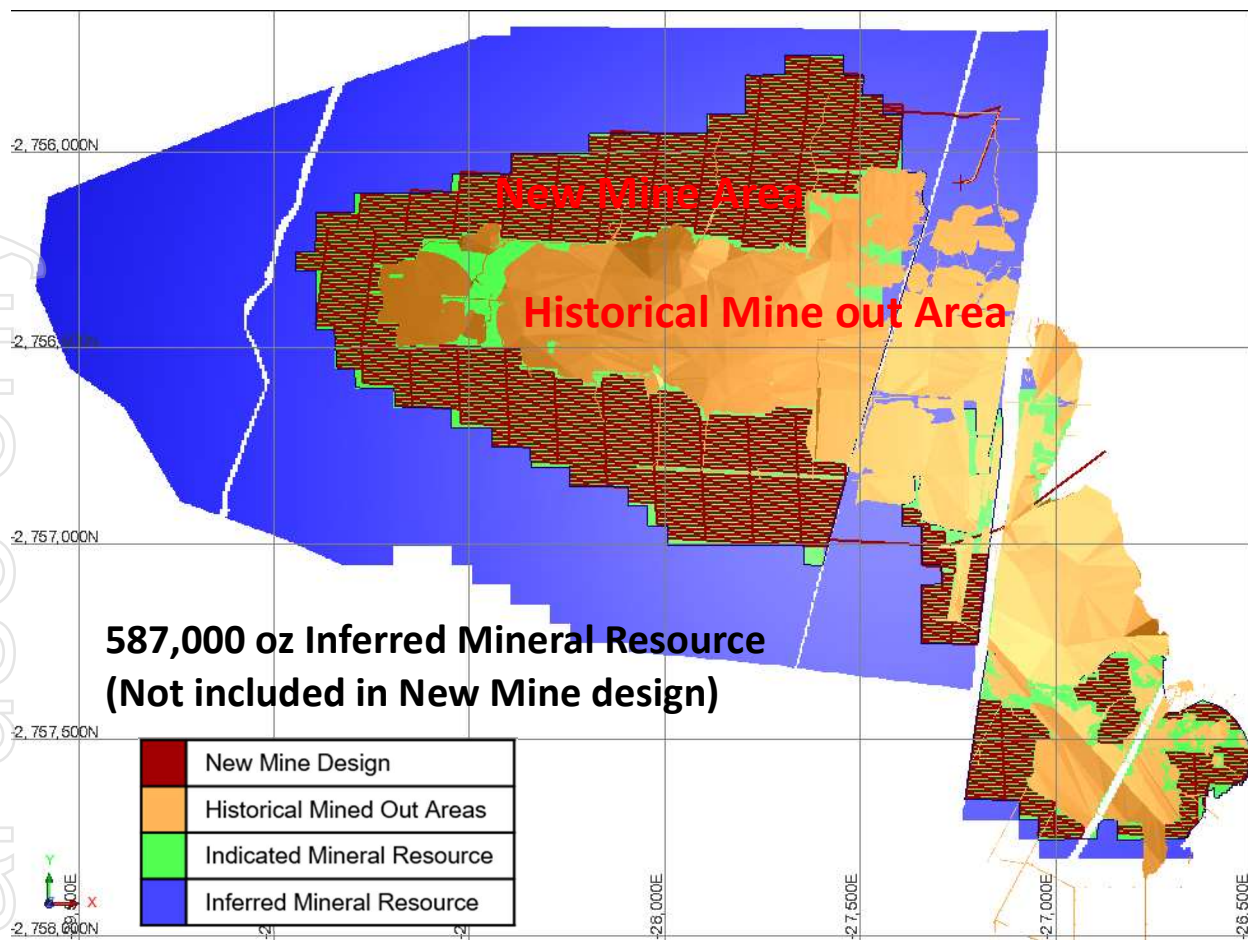 -2,756,000N
New Mine Area
Historical Mine out Area
-2,757,000N
587,000 oz Inferred Mineral Resource
(Not included in New Mine design)
-2,757,500N
New Mine Design
Historical Mined Out Areas
Indicated Mineral Resource
Inferred Mineral Resource
Y
X
-28,000E
-27,500E
-27,000E
-26,500E